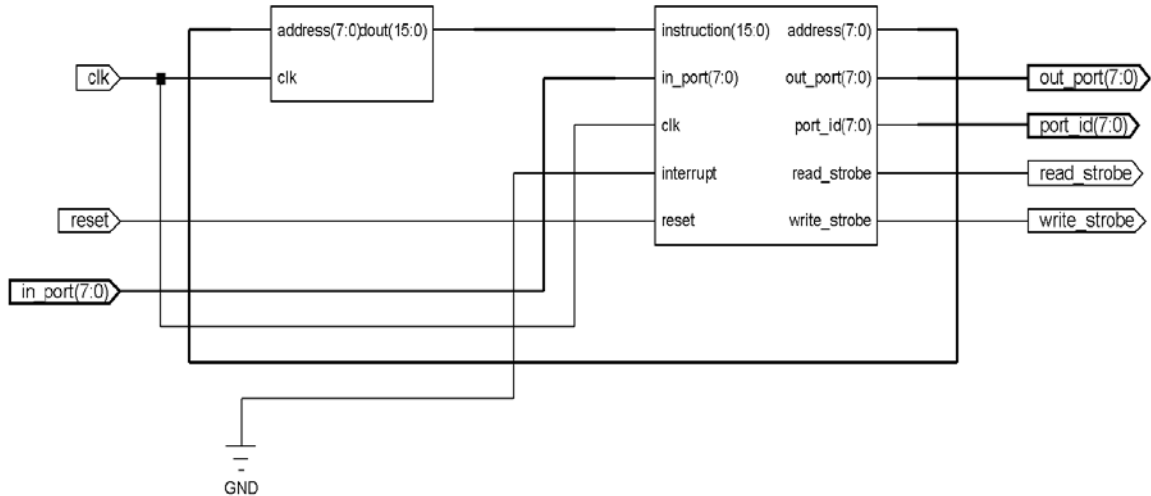 address(7:0)dout(15:0)
clk
instruction(15:0)
in_port(7:0)
clk
interrupt
reset
address(7:0)
out_port(7:0)
port_id(7:0)
read_strobe
write_strobe
clk
reset
in_port(7:0)
out_port(7:0)
port_id(7:0)
read_strobe
write_strobe
GND